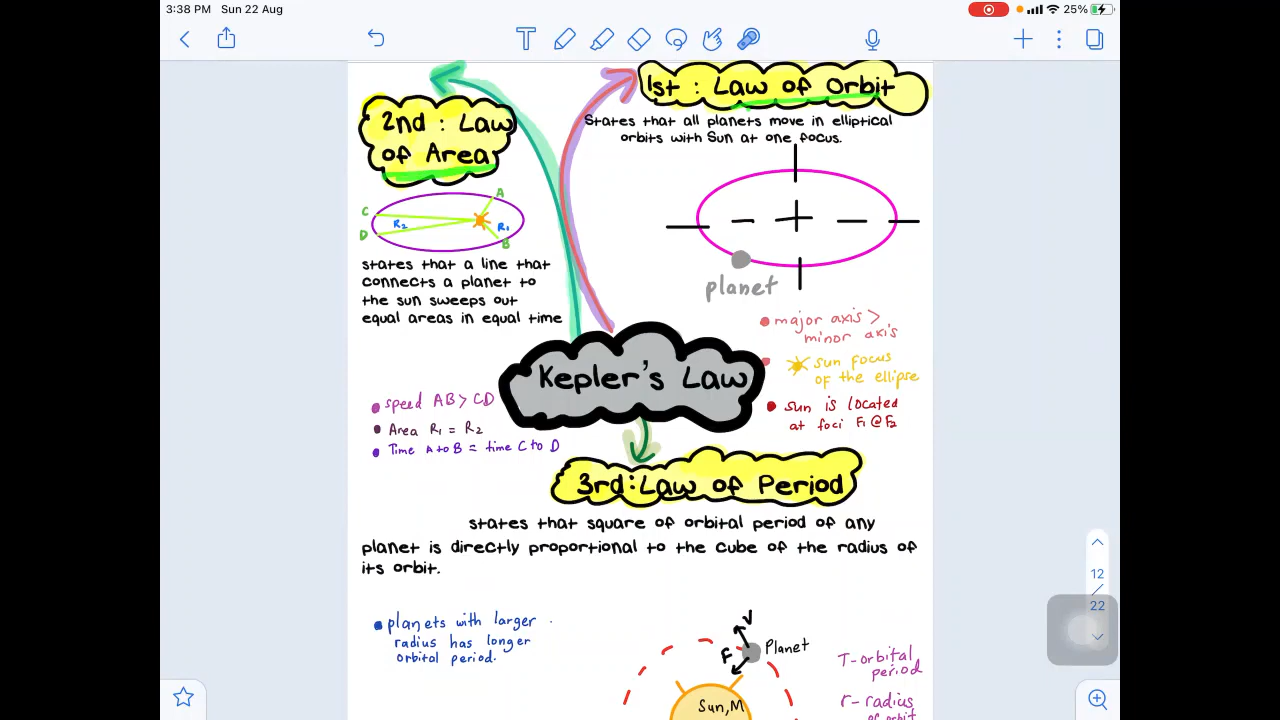 3:38 PM Sun 22 Aug
25%
1st : Law of Orbit
States that all planets move in elliptical
orbits with Sun at one focus.
planet
major axis >
minor axis
sun focus
of the ellipse
sun is located
at foci F1 @ F2
2nd : Law
of Area
A
C
R2
R1
D
B
states that a line that
connects a planet to
the sun sweeps out
equal areas in equal time
speed AB > CD
Area R1 = R2
Time A to B = time C to D
Kepler's Law
3rd: Law of Period
states that square of orbital period of any
planet is directly proportional to the cube of the radius of
its orbit.
planets with larger
radius has longer
orbital period.
V
F
Planet
Sun, M
T-orbital
period
r-radius
of orbit
12
22